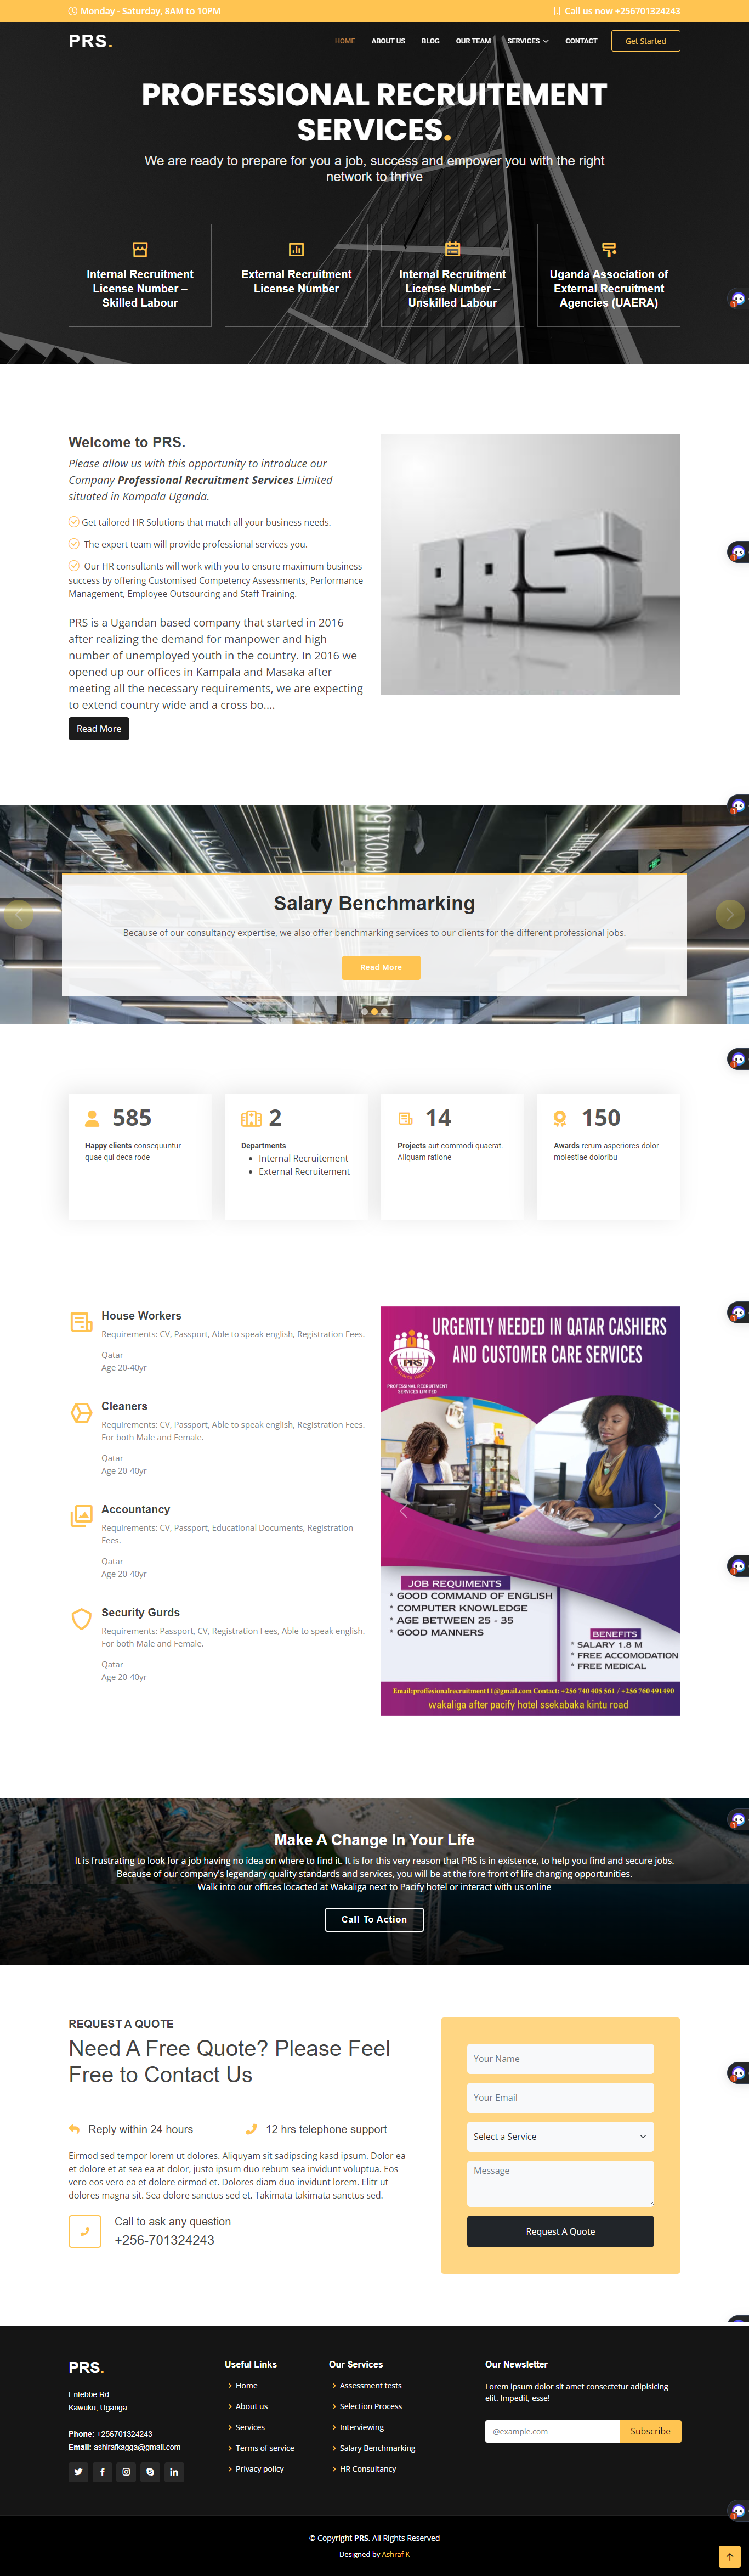 Monday - Saturday, 8AM to 10PM
Call us now +256701324243
PRS.
HOME ABOUT US BLOG OUR TEAM SERVICES CONTACT Get Started
PROFESSIONAL RECRUITEMENT
SERVICES.
We are ready to prepare for you a job, success and empower you with the right
network to thrive
Internal Recruitment
License Number –
Skilled Labour
External Recruitment
License Number
Internal Recruitment
License Number –
Unskilled Labour
Uganda Association of
External Recruitment
Agencies (UAERA)
Welcome to PRS.
Please allow us with this opportunity to introduce our
Company Professional Recruitment Services Limited
situated in Kampala Uganda.
Get tailored HR Solutions that match all your business needs.
The expert team will provide professional services you.
Our HR consultants will work with you to ensure maximum business
success by offering Customised Competency Assessments, Performance
Management, Employee Outsourcing and Staff Training.
PRS is a Ugandan based company that started in 2016
after realizing the demand for manpower and high
number of unemployed youth in the country. In 2016 we
opened up our offices in Kampala and Masaka after
meeting all the necessary requirements, we are expecting
to extend country wide and a cross bo....
Read More
PRS
Salary Benchmarking
Because of our consultancy expertise, we also offer benchmarking services to our clients for the different professional jobs.
Read More
585
Happy clients consequuntur
quae qui deca rode
2
Departments
Internal Recruitement
External Recruitement
14
Projects aut commodi quaerat.
Aliquam ratione
150
Awards rerum asperiores dolor
molestiae doloribu
House Workers
Requirements: CV, Passport, Able to speak english, Registration Fees.
Qatar
Age 20-40yr
Cleaners
Requirements: CV, Passport, Able to speak english, Registration Fees.
For both Male and Female.
Qatar
Age 20-40yr
Accountancy
Requirements: CV, Passport, Educational Documents, Registration
Fees.
Qatar
Age 20-40yr
Security Gurds
Requirements: Passport, CV, Registration Fees, Able to speak english.
For both Male and Female.
Qatar
Age 20-40yr
URGENTLY NEEDED IN QATAR CASHIERS
AND CUSTOMER CARE SERVICES
PRS
PROFESSIONAL RECRUITMENT
SERVICES LIMITED
JOB REQUIMENTS
* GOOD COMMAND OF ENGLISH
* COMPUTER KNOWLEDGE
* AGE BETWEEN 25 - 35
* GOOD MANNERS
BENEFITS
* SALARY 1.8 M
* FREE ACCOMODATION
* FREE MEDICAL
Email:proffesionalrecruitment11@gmail.com Contact: +256 740 405 561 / +256 760 491490
wakaliga after pacify hotel ssekabaka kintu road
Make A Change In Your Life
It is frustrating to look for a job having no idea on where to find it. It is for this very reason that PRS is in existence, to help you find and secure jobs.
Because of our company's legendary quality standards and services, you will be at the fore front of life changing opportunities.
Walk into our offices locacted at Wakaliga next to Pacify hotel or interact with us online
Call To Action
REQUEST A QUOTE
Need A Free Quote? Please Feel
Free to Contact Us
Reply within 24 hours
12 hrs telephone support
Eirmod sed tempor lorem ut dolores. Aliquyam sit sadipscing kasd ipsum. Dolor ea
et dolore et at sea ea at dolor, justo ipsum duo rebum sea invidunt voluptua. Eos
vero eos vero ea et dolore eirmod et. Dolores diam duo invidunt lorem. Elitr ut
dolores magna sit. Sea dolore sanctus sed et. Takimata takimata sanctus sed.
Call to ask any question
+256-701324243
Your Name
Your Email
Select a Service
Message
Request A Quote
PRS.
Entebbe Rd
Kawuku, Uganga
Phone: +256701324243
Email: ashirafkagga@gmail.com
Useful Links
Home
About us
Services
Terms of service
Privacy policy
Our Services
Assessment tests
Selection Process
Interviewing
Salary Benchmarking
HR Consultancy
Our Newsletter
Lorem ipsum dolor sit amet consectetur adipisicing
elit. Impedit, esse!
@example.com
Subscribe
© Copyright PRS. All Rights Reserved
Designed by Ashraf K